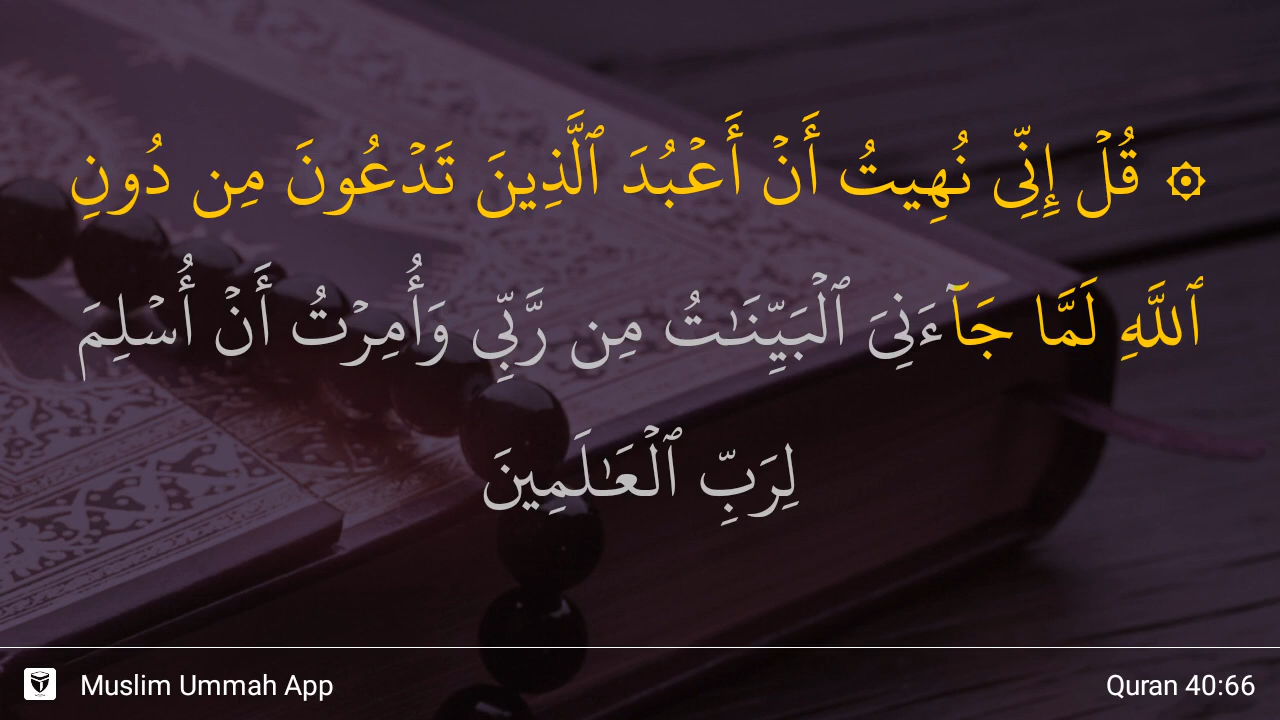 ۞ قُلۡ إِنِّى نُهِيتُ أَنۡ أَعۡبُدَ ٱلَّذِينَ تَدۡعُونَ مِن دُونِ
ٱللَّهِ لَمَّا جَآءَنِىَ ٱلۡبَيِّنَـٰتُ مِن رَّبِّى وَأُمِرۡتُ أَنۡ أُسۡلِمَ
لِرَبِّ ٱلۡعَـٰلَمِينَ
Muslim Ummah App
Quran 40:66